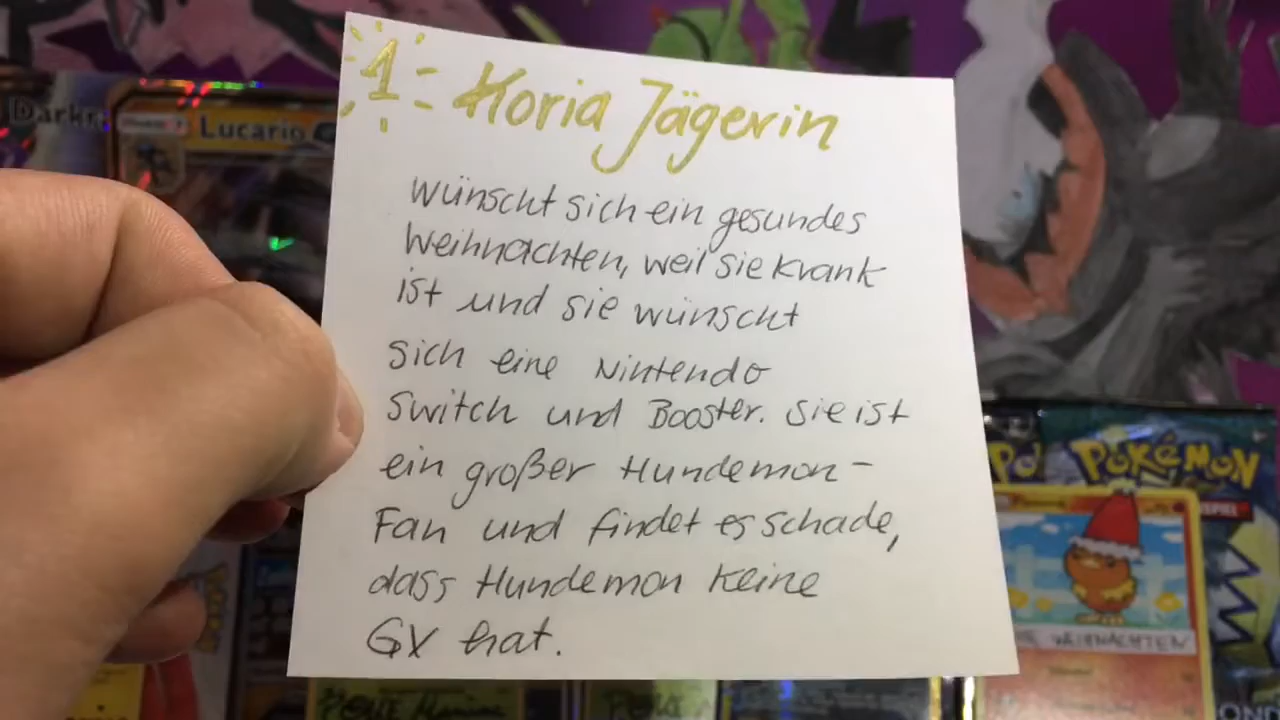 1
Koria Jägerin
wünscht sich ein gesundes
Weihnachten, weil sie krank
ist und sie wünscht
sich eine Nintendo
Switch und Booster. Sie ist
ein großer Hundemon-
Fan und findet es schade,
dass Hundemon keine
GX hat.
Lucario
POKÉMON
WEIHNACHTEN